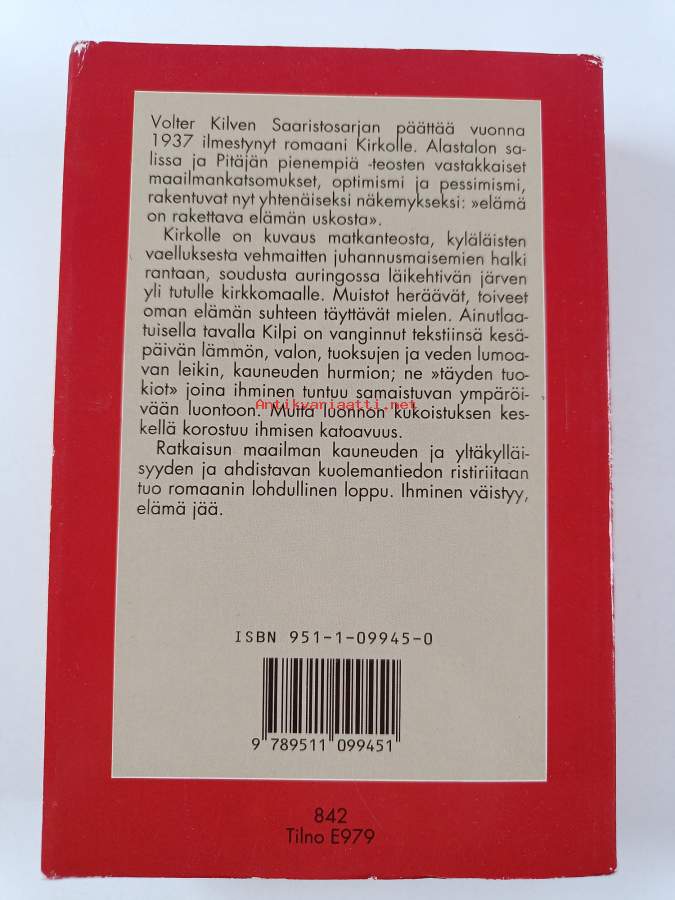 Volter Kilven Saaristosarjan päättää vuonna
1937 ilmestynyt romaani Kirkolle. Alastalon sa-
lissa ja Pitäjän pienempiä -teosten vastakkaiset
maailmankatsomukset, optimismi ja pessimismi,
rakentuvat nyt yhtenäiseksi näkemykseksi: »elämä
on rakettava elämän uskosta».
Kirkolle on kuvaus matkanteosta, kyläläisten
vaelluksesta vehmaitten juhannusmaisemien halki
rantaan, soudusta auringossa läikehtivän järven
yli tutulle kirkkomaalle. Muistot heräävät, toiveet
oman elämän suhteen täyttävät mielen. Ainutlaa-
tuisella tavalla Kilpi on vanginnut tekstiinsä kesä-
päivän lämmön, valon, tuoksujen ja veden lumoa-
van leikin, kauneuden hurmion; ne »täyden tuo-
kiot» joina ihminen tuntuu samaistuvan ympäröi-
vään luontoon. Mutta luonnon kukoistuksen kes-
kellä korostuu ihmisen katoavuus.
Ratkaisun maailman kauneuden ja yltäkylläi-
syyden ja ahdistavan kuolemantiedon ristiriitaan
tuo romaanin lohdullinen loppu. Ihminen väistyy,
elämä jää.
Antikvariaatti.net
ISBN 951-1-09945-0
9 789511 099451
842
Tilno E979